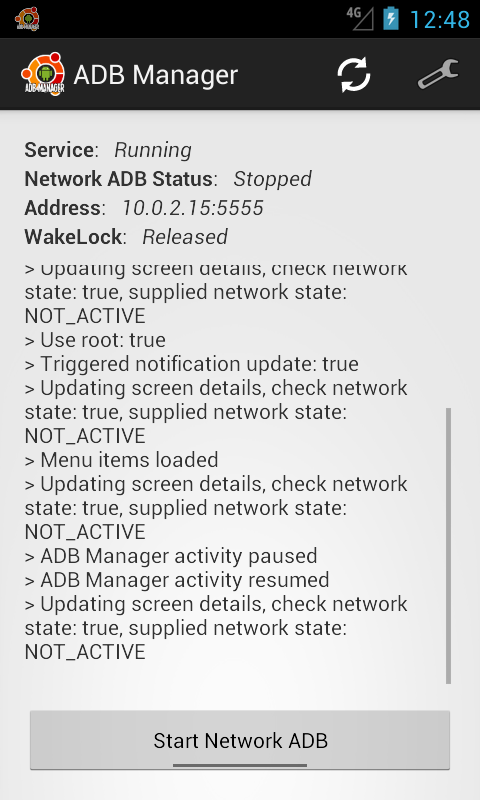 4G 12:48
ADB MANAGER ADB Manager
Service: Running
Network ADB Status: Stopped
Address: 10.0.2.15:5555
WakeLock: Released
> Updating screen details, check network
state: true, supplied network state:
NOT_ACTIVE
> Use root: true
> Triggered notification update: true
> Updating screen details, check network
state: true, supplied network state:
NOT_ACTIVE
> Menu items loaded
> Updating screen details, check network
state: true, supplied network state:
NOT_ACTIVE
> ADB Manager activity paused
> ADB Manager activity resumed
> Updating screen details, check network
state: true, supplied network state:
NOT_ACTIVE
Start Network ADB